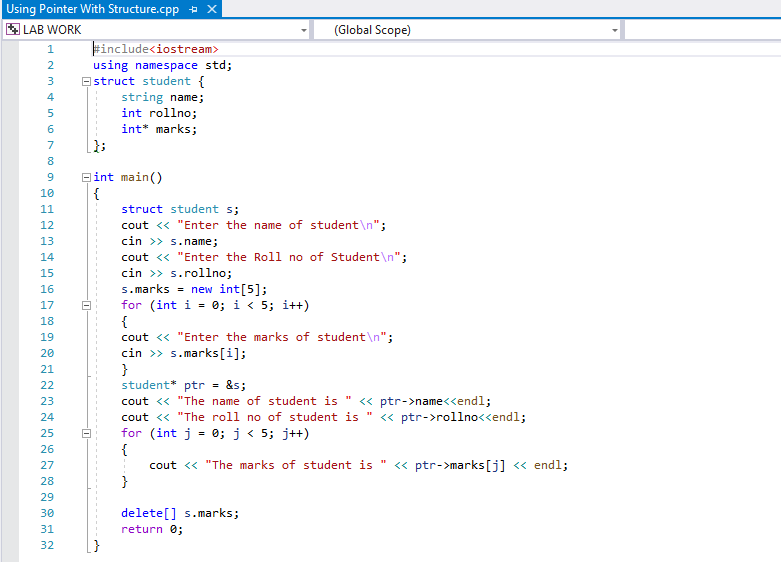 Using Pointer With Structure.cpp
LAB WORK (Global Scope)
1 #include<iostream>
2 using namespace std;
3 struct student {
4 string name;
5 int rollno;
6 int* marks;
7 };
8
9 int main()
10 {
11 struct student s;
12 cout << "Enter the name of student\n";
13 cin >> s.name;
14 cout << "Enter the Roll no of Student\n";
15 cin >> s.rollno;
16 s.marks = new int[5];
17 for (int i = 0; i < 5; i++)
18 {
19 cout << "Enter the marks of student\n";
20 cin >> s.marks[i];
21 }
22 student* ptr = &s;
23 cout << "The name of student is " << ptr->name<<endl;
24 cout << "The roll no of student is " << ptr->rollno<<endl;
25 for (int j = 0; j < 5; j++)
26 {
27 cout << "The marks of student is " << ptr->marks[j] << endl;
28 }
29
30 delete[] s.marks;
31 return 0;
32 }